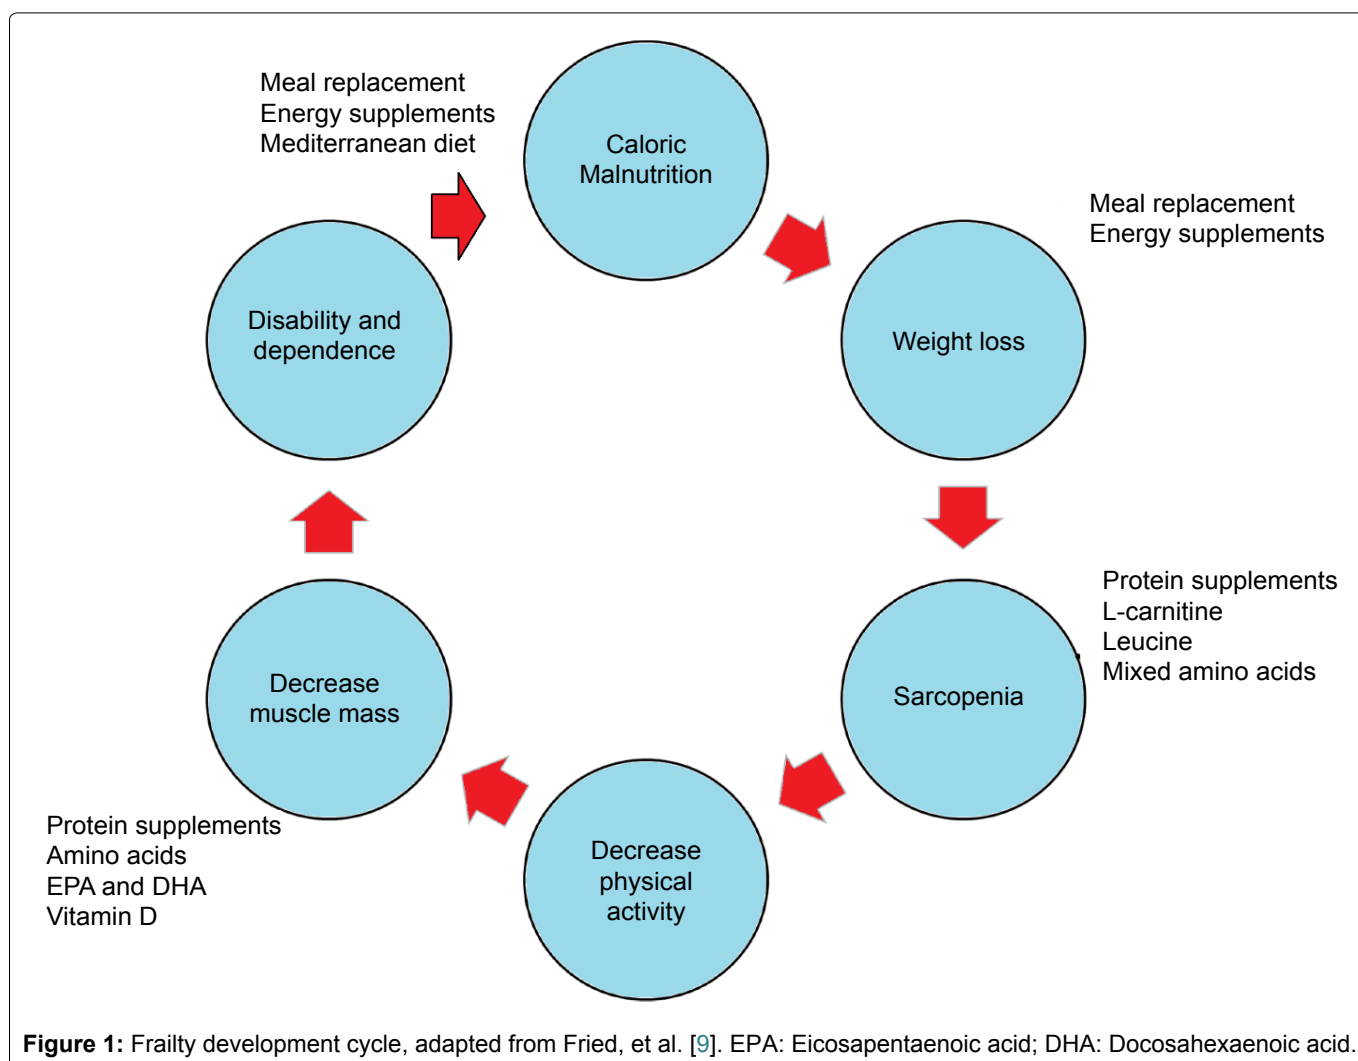 Meal replacement
Energy supplements
Mediterranean diet
Caloric
Malnutrition
Meal replacement
Energy supplements
Weight loss
Protein supplements
L-carnitine
Leucine
Mixed amino acids
Sarcopenia
Decrease
physical
activity
Decrease
muscle mass
Protein supplements
Amino acids
EPA and DHA
Vitamin D
Disability and
dependence
Figure 1: Frailty development cycle, adapted from Fried, et al. [9]. EPA: Eicosapentaenoic acid; DHA: Docosahexaenoic acid.